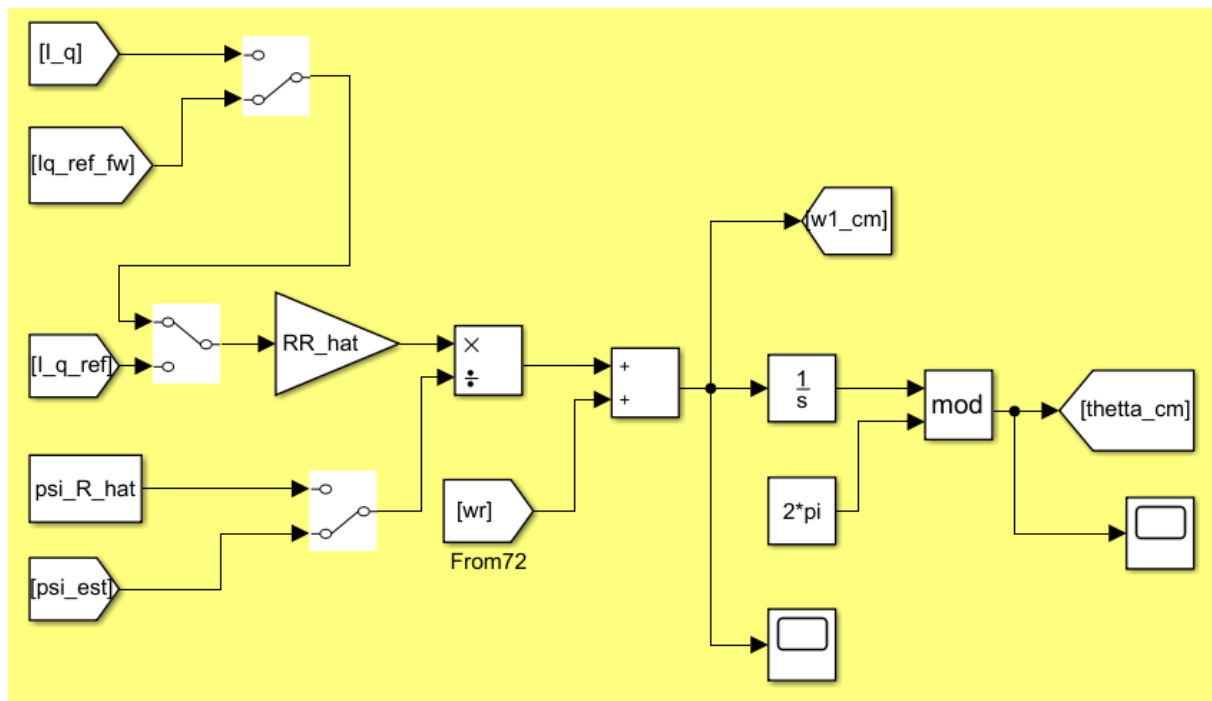 [I_q]
[Iq_ref_fw]
[w1_cm]
[I_q_ref]
RR_hat
×
÷
+
+
1
s
mod
[thetta_cm]
psi_R_hat
[wr]
From72
2*pi
[psi_est]